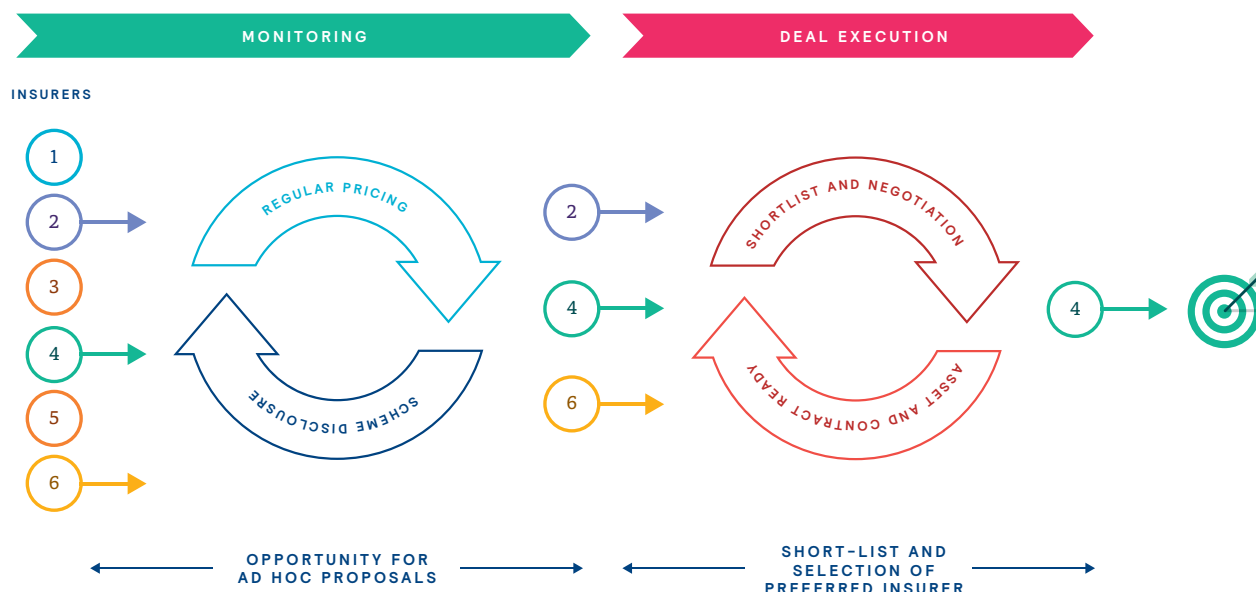 MONITORING
DEAL EXECUTION
INSURERS
1
2
3
4
5
6
REGULAR PRICING
SCHEME DISCLOUSRE
2
4
6
SHORTLIST AND NEGOTIATION
ASSET AND CONTRACT READY
4
OPPORTUNITY FOR
AD HOC PROPOSALS
SHORT-LIST AND
SELECTION OF
PREFERRED INSURER